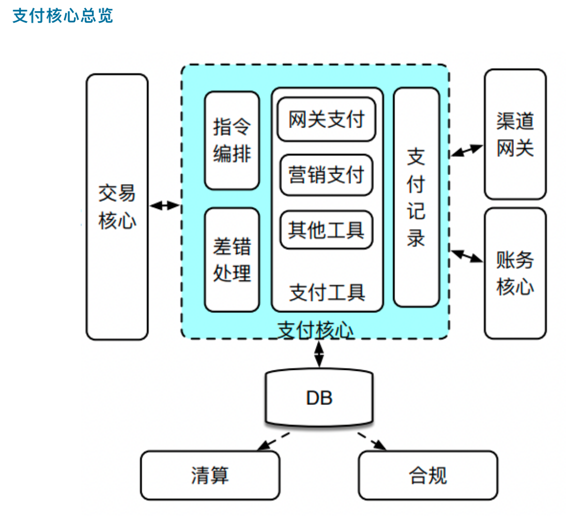 支付核心总览
交易
核心
指令
编排
差错
处理
网关支付
营销支付
其他工具
支付工具
支
付
记
录
支付核心
渠道
网关
账务
核心
DB
清算
合规